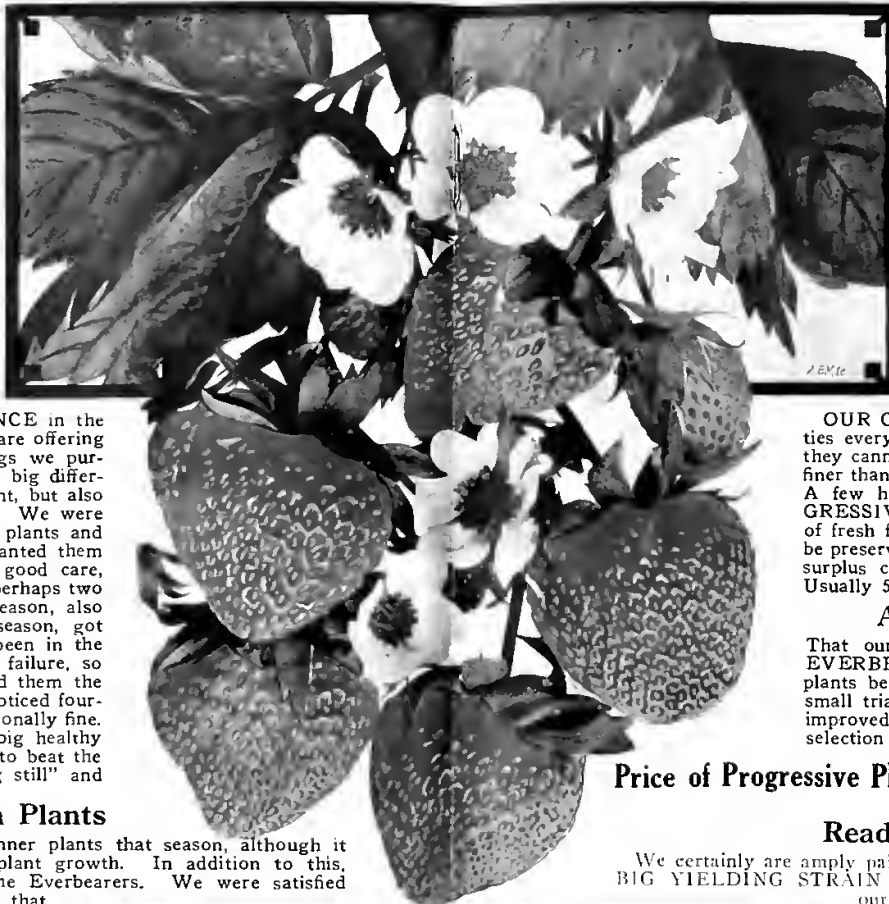 NCE in the
are offering
gs we pur-
big differ-
nt, but also
We were
plants and
anted them
good care,
perhaps two
eason, also
season, got
been in the
failure, so
d them the
oticed four-
onally fine.
big healthy
to beat the
still" and
Plants
nner plants that season, although it
plant growth. In addition to this,
ne Everbearers. We were satisfied
that
OUR C
ties every
they cann
finer than
A few h
GRESSIV
of fresh f
be preserv
surplus c
Usually 5
A
That our
EVERBE
plants be
small tria
improved
selection
Price of Progressive Pl
Read
We certainly are amply pai
BIG YIELDING STRAIN
our